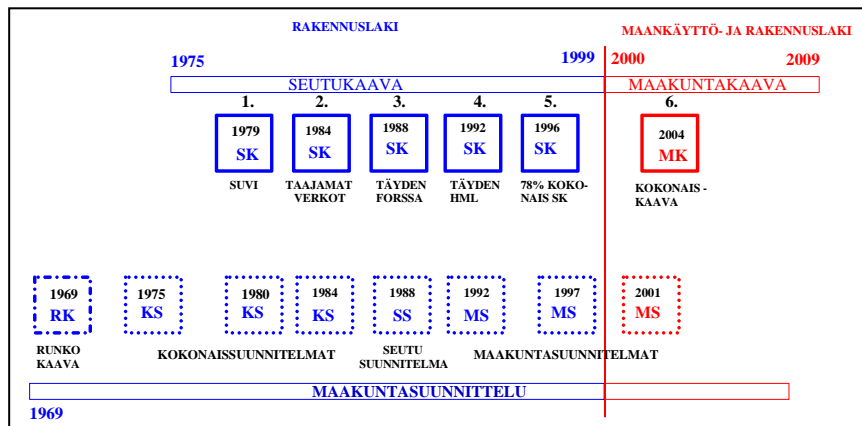 RAKENNUSLAKI
MAANKÄYTTÖ- JA RAKENNUSLAKI
1975
1999
2000
2009
SEUTUKAAVA
MAAKUNTAKAAVA
1.
2.
3.
4.
5.
6.
1979
SK
1984
SK
1988
SK
1992
SK
1996
SK
2004
MK
SUVI
TAAJAMAT
VERKOT
TÄYDEN
FORSSA
TÄYDEN
HML
78% KOKO-
NAIS SK
KOKONAIS -
KAAVA
1969
RK
1975
KS
1980
KS
1984
KS
1988
SS
1992
MS
1997
MS
2001
MS
RUNKO
KAAVA
KOKONAISSUUNNITELMAT
SEUTU
SUUNNITELMA
MAAKUNTASUUNNITELMAT
MAAKUNTASUUNNITTELU
1969